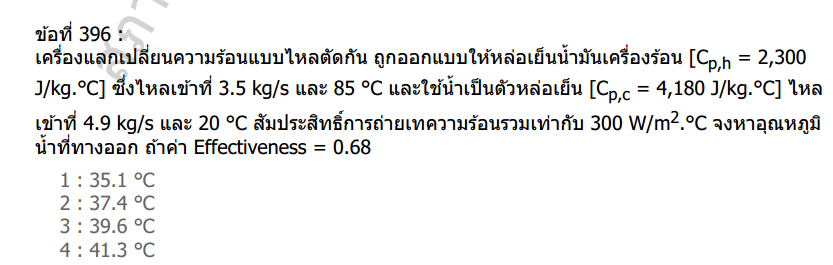 ข้อที่ 396 :
เครื่องแลกเปลี่ยนความร้อนแบบไหลตัดกัน ถูกออกแบบให้หล่อเย็นน้ำมันเครื่องร้อน [Cp,h = 2,300
J/kg.°C] ซึ่งไหลเข้าที่ 3.5 kg/s และ 85 °C และใช้น้ำเป็นตัวหล่อเย็น [Cp,c = 4,180 J/kg.°C] ไหล
เข้าที่ 4.9 kg/s และ 20 °C สัมประสิทธิ์การถ่ายเทความร้อนรวมเท่ากับ 300 W/m2.°C จงหาอุณหภูมิ
น้ำที่ทางออก ถ้าค่า Effectiveness = 0.68
1 : 35.1 °C
2 : 37.4 °C
3 : 39.6 °C
4 : 41.3 °C